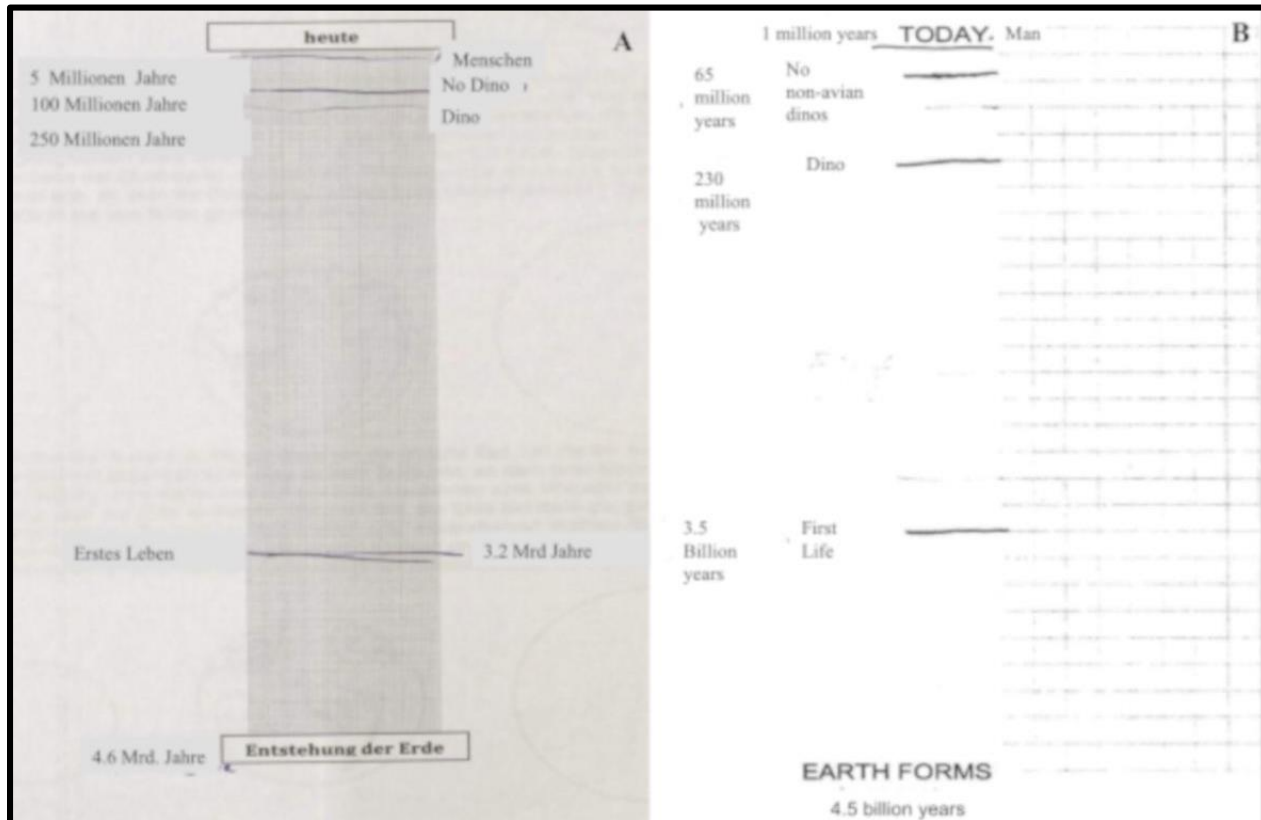 heute
A
Menschen
5 Millionen Jahre
No Dino
100 Millionen Jahre
Dino
250 Millionen Jahre
Erstes Leben
3.2 Mrd Jahre
4.6 Mrd. Jahre
Entstehung der Erde
1 million years
TODAY.
Man
B
65
million
years
No
non-avian
dinos
Dino
230
million
years
3.5
Billion
years
First
Life
EARTH FORMS
4.5 billion years